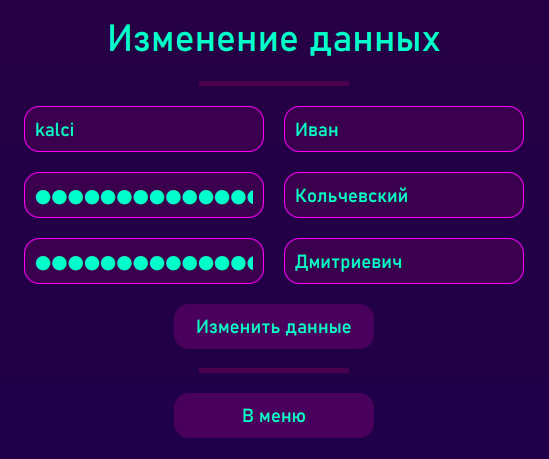 Изменение данных
kalci
Иван
●●●●●●●●●●●●●●
Кольчевский
●●●●●●●●●●●●●●
Дмитриевич
Изменить данные
В меню